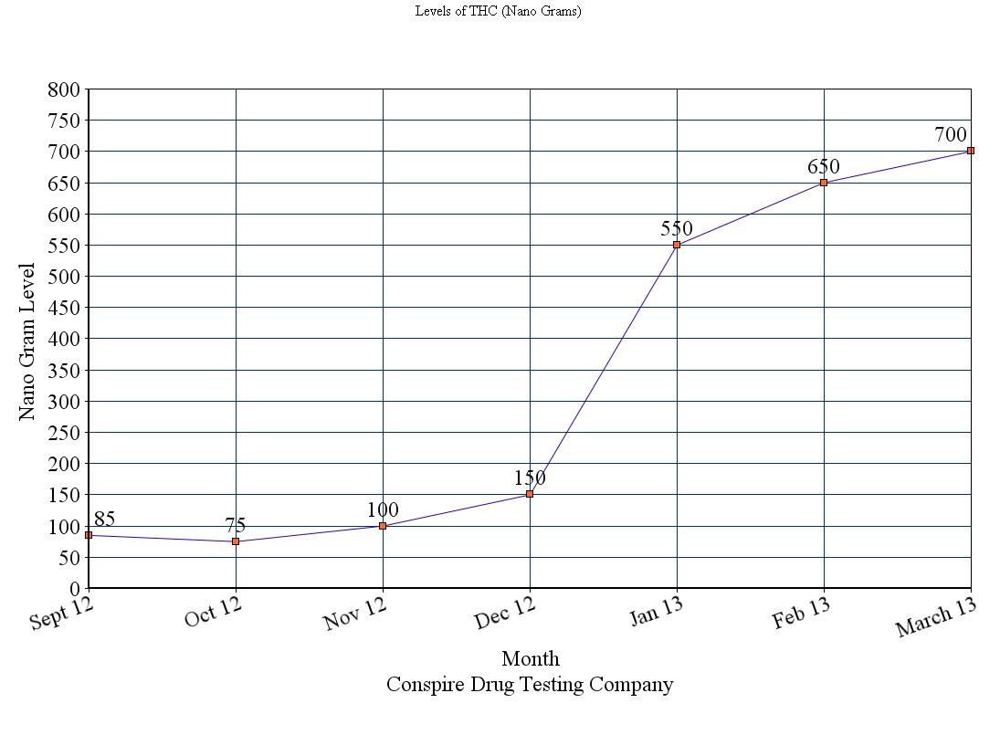 Levels of THC (Nano Grams)
800
750
700
650
600
550
500
450
400
350
300
250
200
150
100
50
0
Nano Gram Level
85
75
100
150
550
650
700
Sept 12
Oct 12
Nov 12
Dec 12
Jan 13
Feb 13
March 13
Month
Conspire Drug Testing Company